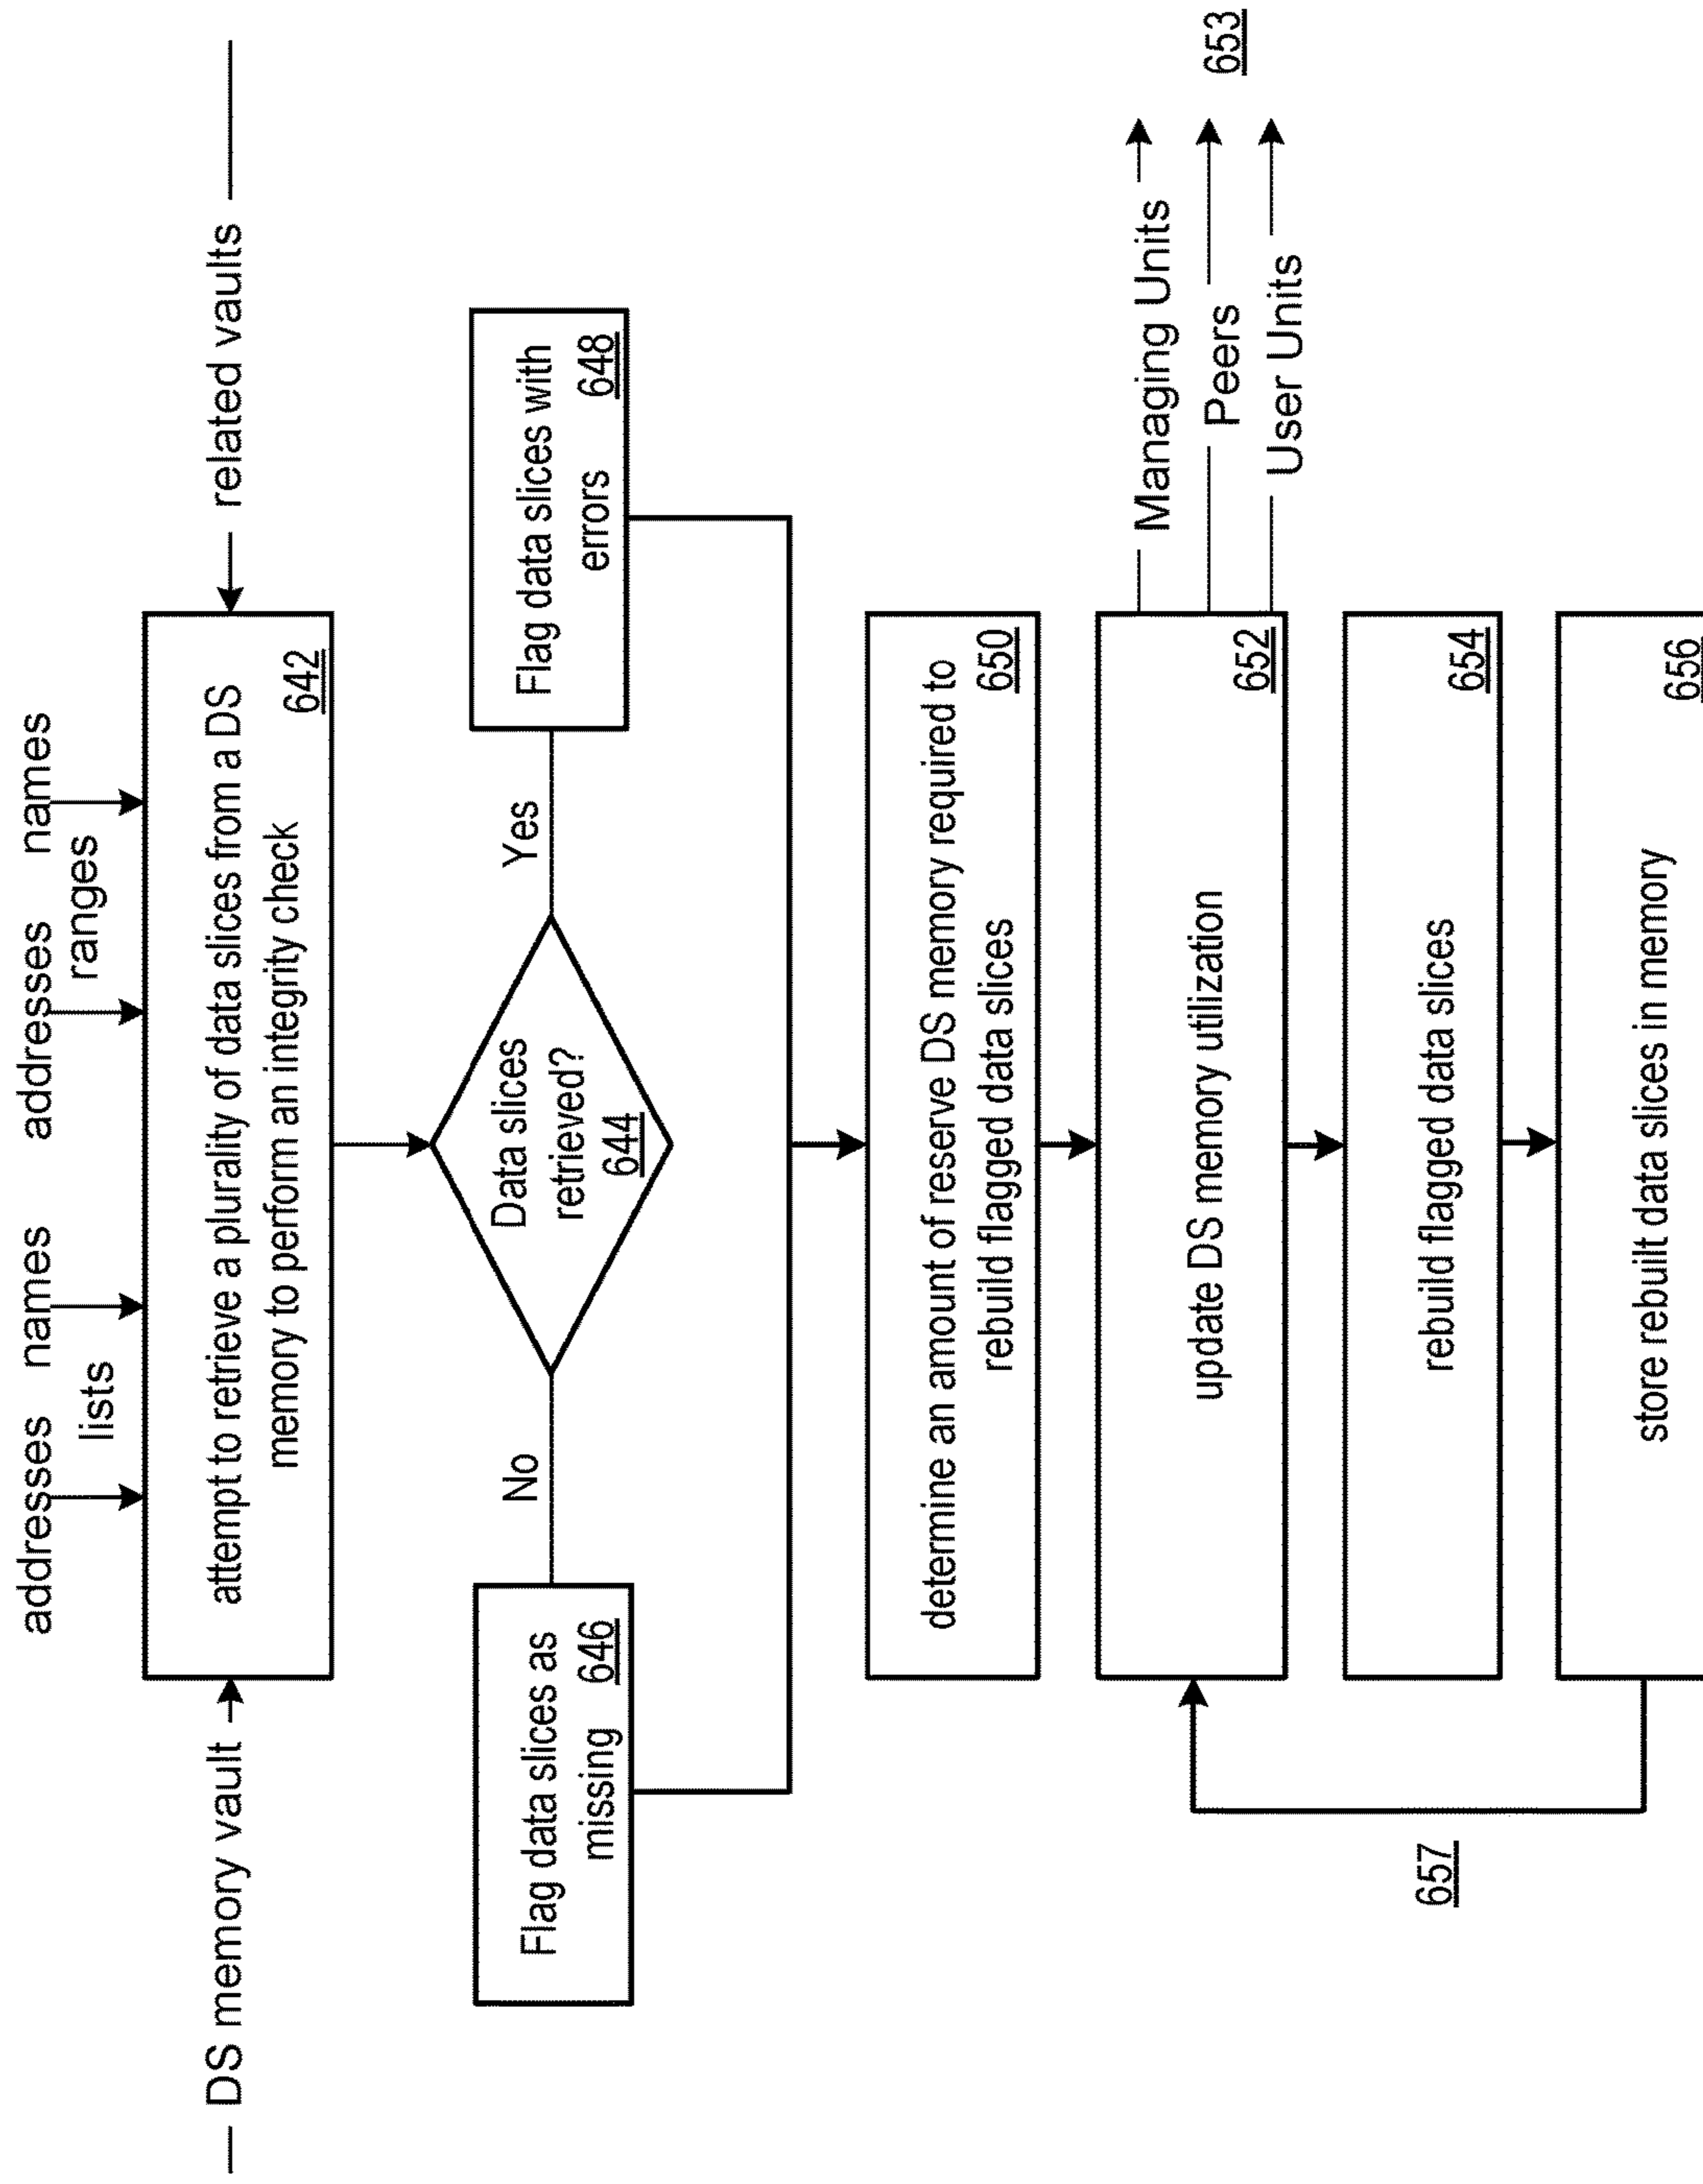 addresses names addresses names
lists ranges
DS memory vault
attempt to retrieve a plurality of data slices from a DS
memory to perform an integrity check 642
related vaults
Data slices
retrieved?
644
No
Yes
Flag data slices as
missing 646
Flag data slices with
errors 648
determine an amount of reserve DS memory required to
rebuild flagged data slices 650
update DS memory utilization
652
Managing Units
Peers
User Units
653
rebuild flagged data slices
654
store rebuilt data slices in memory
656
657